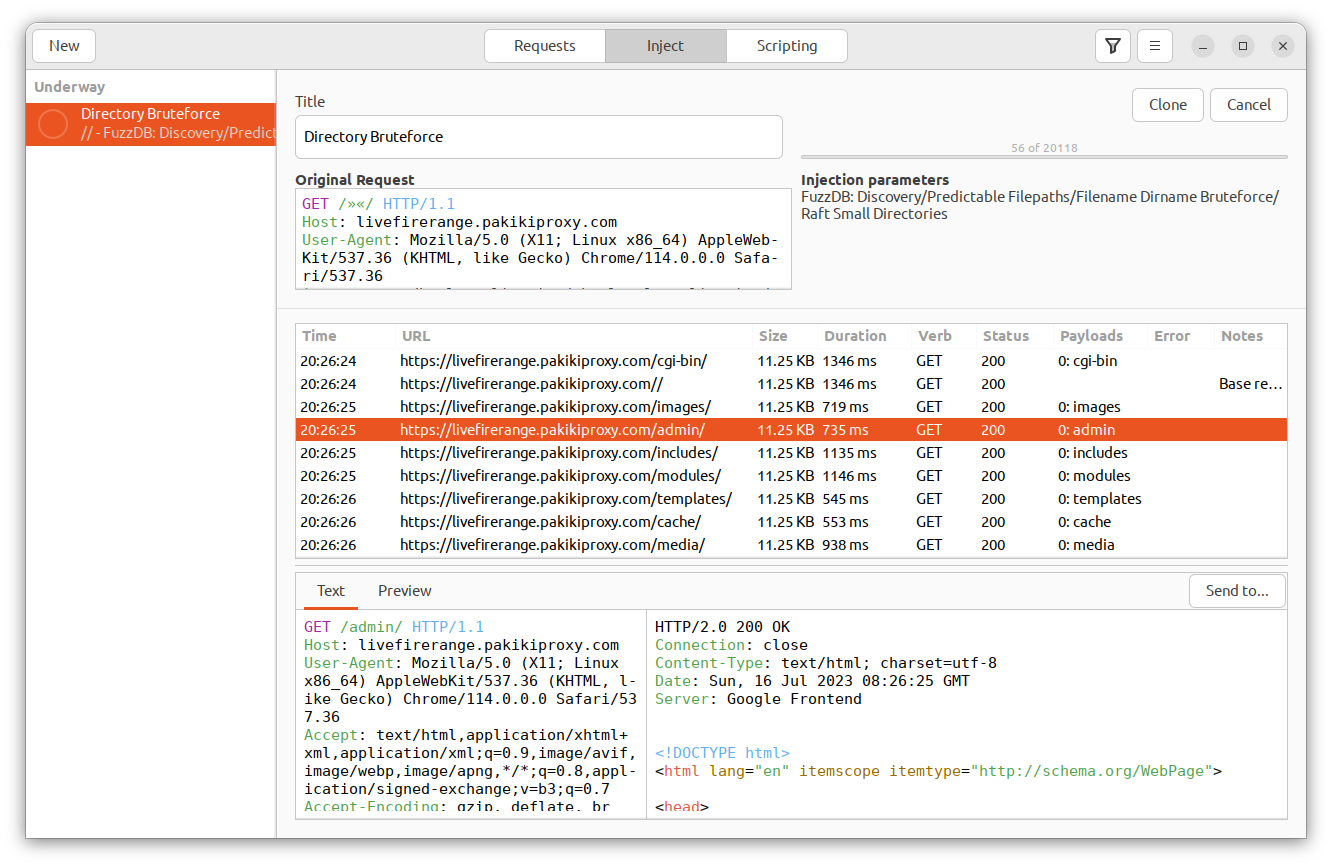 New
Requests
Inject
Scripting
Underway
Directory Bruteforce
// - FuzzDB: Discovery/Predict
Title
Clone
Cancel
Directory Bruteforce
56 of 20118
Original Request
GET /»«/ HTTP/1.1
Host: livefirerange.pakikiproxy.com
User-Agent: Mozilla/5.0 (X11; Linux x86_64) AppleWeb-
Kit/537.36 (KHTML, like Gecko) Chrome/114.0.0.0 Safa-
ri/537.36
Injection parameters
FuzzDB: Discovery/Predictable Filepaths/Filename Dirname Bruteforce/
Raft Small Directories
Time URL Size Duration Verb Status Payloads Error Notes
20:26:24 https://livefirerange.pakikiproxy.com/cgi-bin/ 11.25 KB 1346 ms GET 200 0: cgi-bin
20:26:24 https://livefirerange.pakikiproxy.com// 11.25 KB 1346 ms GET 200 Base re...
20:26:25 https://livefirerange.pakikiproxy.com/images/ 11.25 KB 719 ms GET 200 0: images
20:26:25 https://livefirerange.pakikiproxy.com/admin/ 11.25 KB 735 ms GET 200 0: admin
20:26:25 https://livefirerange.pakikiproxy.com/includes/ 11.25 KB 1135 ms GET 200 0: includes
20:26:25 https://livefirerange.pakikiproxy.com/modules/ 11.25 KB 1146 ms GET 200 0: modules
20:26:26 https://livefirerange.pakikiproxy.com/templates/ 11.25 KB 545 ms GET 200 0: templates
20:26:26 https://livefirerange.pakikiproxy.com/cache/ 11.25 KB 553 ms GET 200 0: cache
20:26:26 https://livefirerange.pakikiproxy.com/media/ 11.25 KB 938 ms GET 200 0: media
Text
Preview
Send to...
GET /admin/ HTTP/1.1
Host: livefirerange.pakikiproxy.com
User-Agent: Mozilla/5.0 (X11; Linux
x86_64) AppleWebKit/537.36 (KHTML, l-
ike Gecko) Chrome/114.0.0.0 Safari/53
7.36
Accept: text/html,application/xhtml+
xml,application/xml;q=0.9,image/avif,
image/webp,image/apng,*/*;q=0.8,appl-
ication/signed-exchange;v=b3;q=0.7
Accept-Encoding: gzip, deflate, br
HTTP/2.0 200 OK
Connection: close
Content-Type: text/html; charset=utf-8
Date: Sun, 16 Jul 2023 08:26:25 GMT
Server: Google Frontend
<!DOCTYPE html>
<html lang="en" itemscope itemtype="http://schema.org/WebPage">
<head>